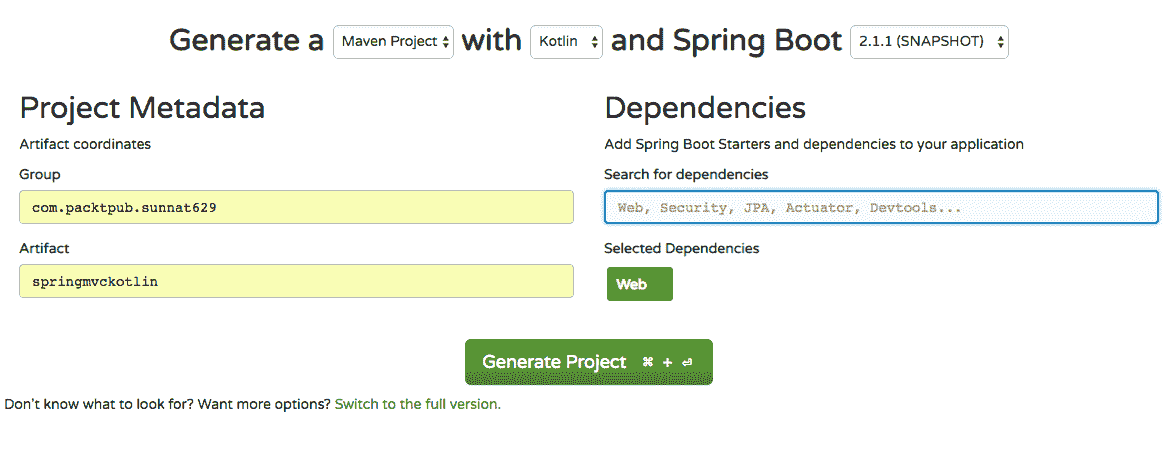 Generate a Maven Project with Kotlin and Spring Boot 2.1.1 (SNAPSHOT)
Project Metadata
Artifact coordinates
Group
com.packtpub.sunnat629
Artifact
springmvckotlin
Dependencies
Add Spring Boot Starters and dependencies to your application
Search for dependencies
Web, Security, JPA, Actuator, Devtools...
Selected Dependencies
Web
Generate Project ⌘ + ⏎
Don't know what to look for? Want more options? Switch to the full version.